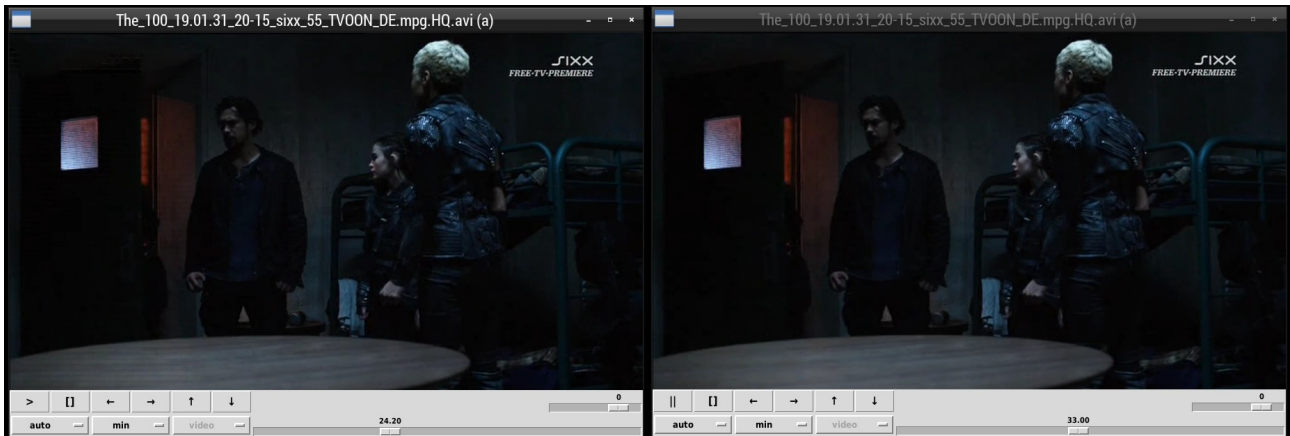 The_100_19.01.31_20-15_sixx_55_TVOON_DE.mpg.HQ.avi (a)
SIXX
FREE-TV-PREMIERE
> [] ← → ↑ ↓
0
auto min video
24.20
The_100_19.01.31_20-15_sixx_55_TVOON_DE.mpg.HQ.avi (a)
SIXX
FREE-TV-PREMIERE
|| [] ← → ↑ ↓
0
auto min video
33.00